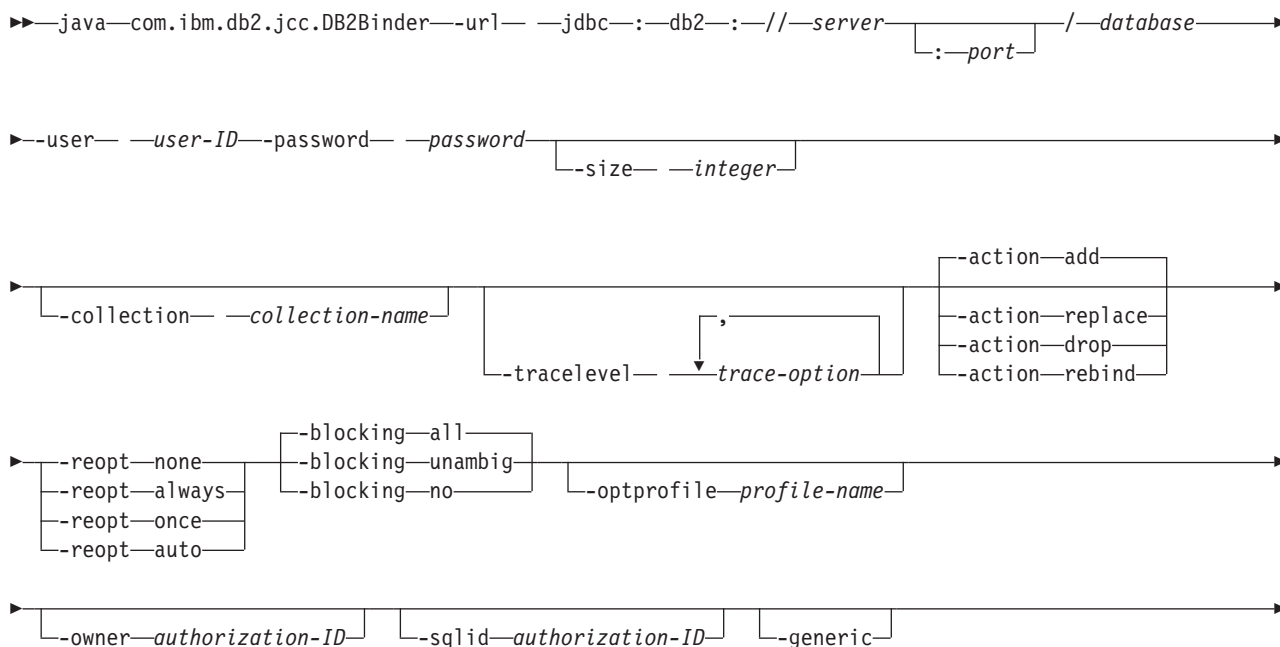 java com.ibm.db2.jcc.DB2Binder -url jdbc : db2 : // server / database
: port
-user user-ID -password password
-size integer
-action add
-collection collection-name -action replace
, -action drop
-tracelevel trace-option -action rebind
-blocking all
-reopt none -blocking unambig
-reopt always -blocking no -optprofile profile-name
-reopt once
-reopt auto
-owner authorization-ID -sqlid authorization-ID -generic